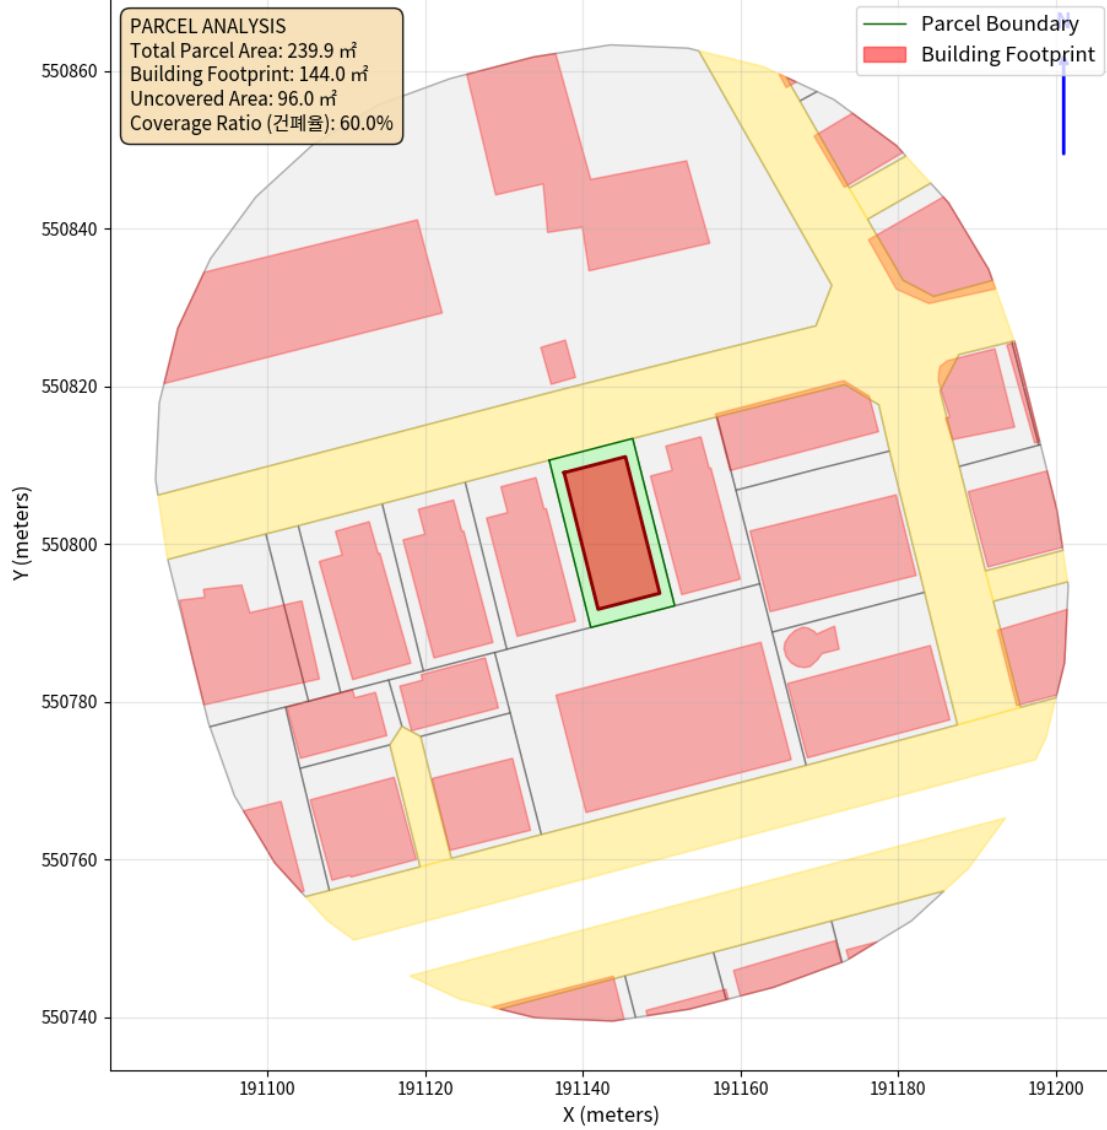 PARCEL ANALYSIS
Total Parcel Area: 239.9 ㎡
Building Footprint: 144.0 ㎡
Uncovered Area: 96.0 ㎡
Coverage Ratio (건폐율): 60.0%
Parcel Boundary
Building Footprint
N
550860
550840
550820
550800
550780
550760
550740
Y (meters)
191100
191120
191140
191160
191180
191200
X (meters)